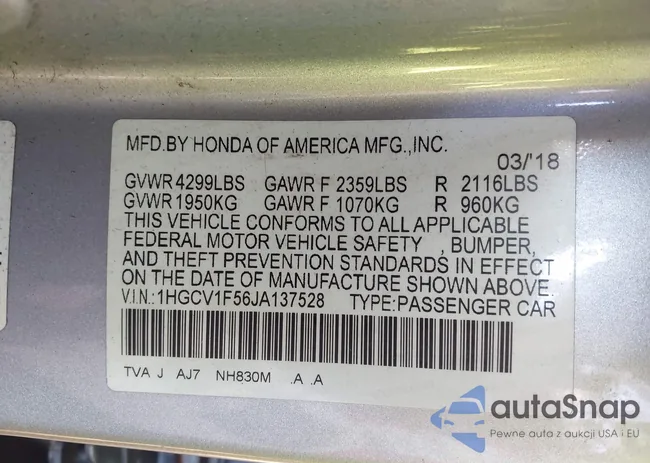 MFD.BY HONDA OF AMERICA MFG.,INC.
03/'18
GVWR 4299LBS GAWR F 2359LBS R 2116LBS
GVWR 1950KG GAWR F 1070KG R 960KG
THIS VEHICLE CONFORMS TO ALL APPLICABLE
FEDERAL MOTOR VEHICLE SAFETY , BUMPER,
AND THEFT PREVENTION STANDARDS IN EFFECT
ON THE DATE OF MANUFACTURE SHOWN ABOVE.
V.I.N.: 1HGCV1F56JA137528 TYPE:PASSENGER CAR
TVA J AJ7 NH830M .A .A
autaSnap
Pewne auta z aukcji USA i EU